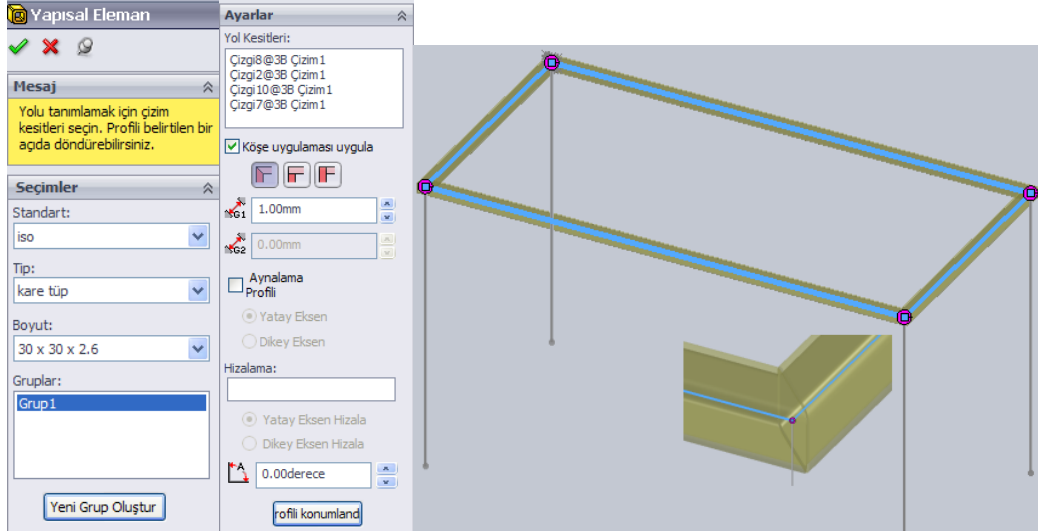 Yapısal Eleman
Mesaj
Yolu tanımlamak için çizim
kesitleri seçin. Profili belirtilen bir
açıda döndürebilirsiniz.
Seçimler
Standart:
iso
Tip:
kare tüp
Boyut:
30 x 30 x 2.6
Gruplar:
Grup1
Yeni Grup Oluştur
Ayarlar
Yol Kesitleri:
Çizgi8@3B Çizim1
Çizgi2@3B Çizim1
Çizgi10@3B Çizim1
Çizgi7@3B Çizim1
Köşe uygulaması uygula
G1
1.00mm
G2
0.00mm
Aynalama
Profili
Yatay Eksen
Dikey Eksen
Hizalama:
Yatay Eksen Hizala
Dikey Eksen Hizala
A
0.00derece
rofili konumland